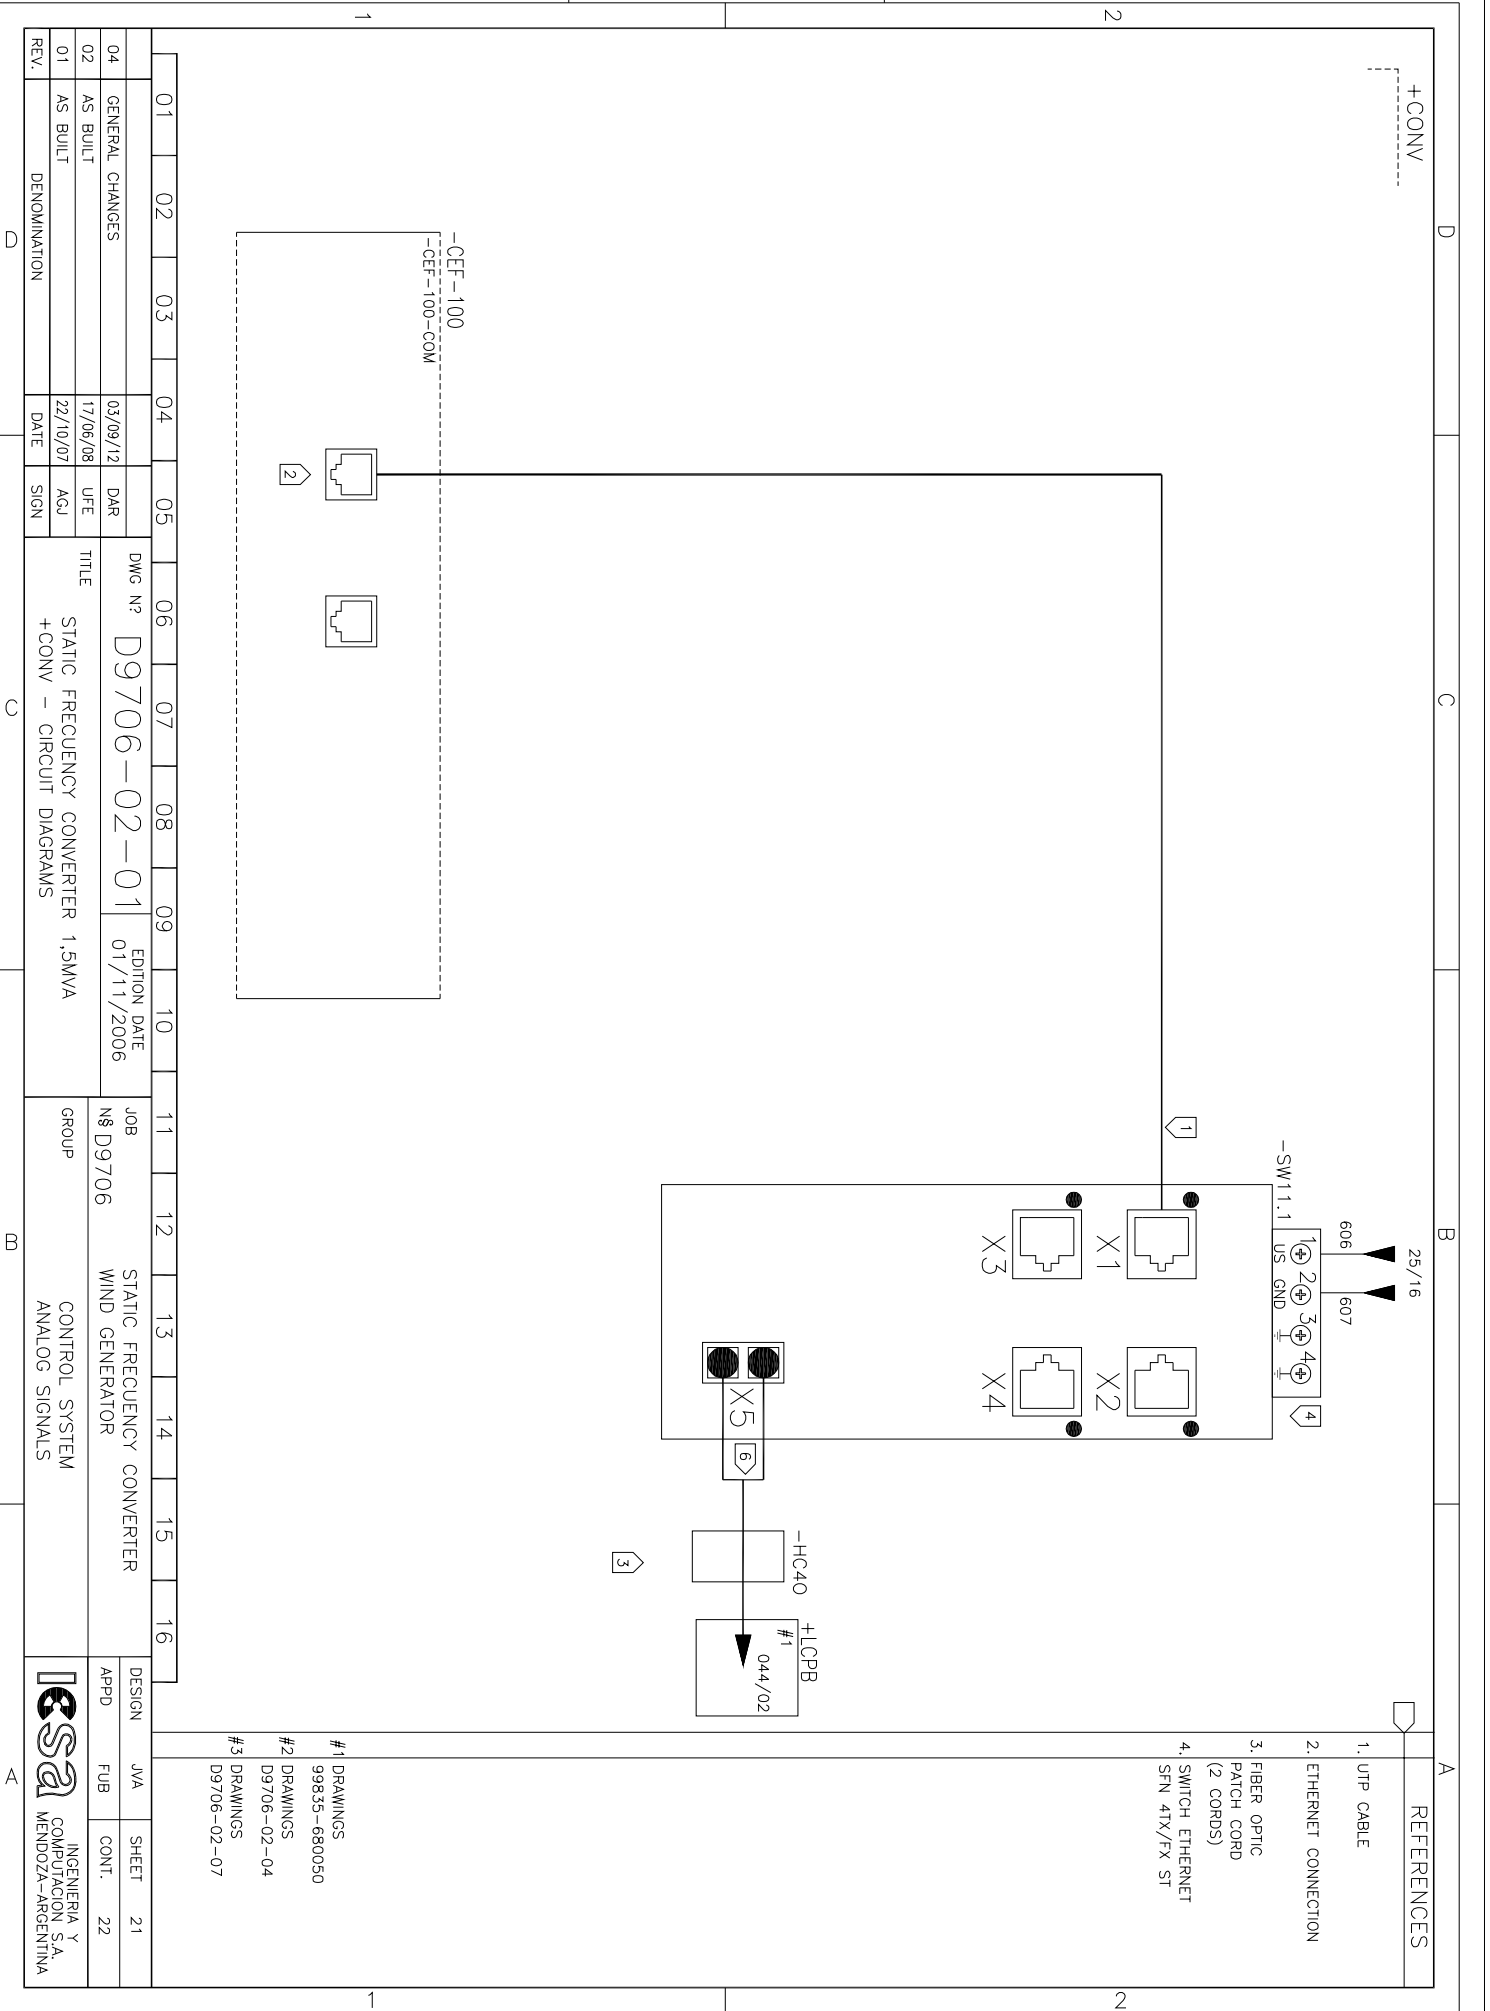 2
1
D
C
B
A
+CONV
REFERENCES
1. UTP CABLE
2. ETHERNET CONNECTION
3. FIBER OPTIC
PATCH CORD
(2 CORDS)
4. SWITCH ETHERNET
SFN 4TX/FX ST
#1 DRAWINGS
99835-680050
#2 DRAWINGS
D9706-02-04
#3 DRAWINGS
D9706-02-07
25/16
606
607
-SW11.1
1 2 3 4
US GND
4
1
X1
X2
X3
X4
X5
6
-HC40
3
+LCPB
#1
044/02
-CEF-100
-CEF-100-COM
2
01 02 03 04 05 06 07 08 09 10 11 12 13 14 15 16
04 GENERAL CHANGES 03/09/12 DAR
02 AS BUILT 17/06/08 UFE
01 AS BUILT 22/10/07 AGJ
REV. DENOMINATION DATE SIGN
DWG N? D9706-02-01
EDITION DATE
01/11/2006
TITLE
STATIC FRECUENCY CONVERTER 1,5MVA
+CONV - CIRCUIT DIAGRAMS
JOB
N§ D9706
STATIC FRECUENCY CONVERTER
WIND GENERATOR
GROUP
CONTROL SYSTEM
ANALOG SIGNALS
DESIGN JVA
APPD FUB
SHEET 21
CONT. 22
ICSA
INGENIERIA Y
COMPUTACION S.A.
MENDOZA-ARGENTINA
D
C
B
A
1
2